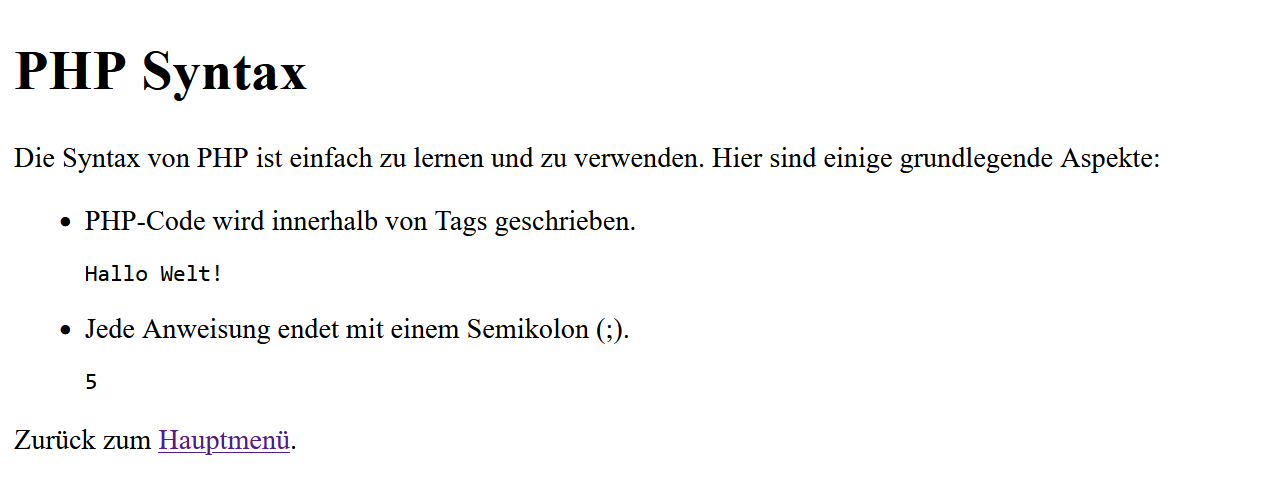 PHP Syntax
Die Syntax von PHP ist einfach zu lernen und zu verwenden. Hier sind einige grundlegende Aspekte:
• PHP-Code wird innerhalb von Tags geschrieben.
Hallo Welt!
• Jede Anweisung endet mit einem Semikolon (;).
5
Zurück zum Hauptmenü.